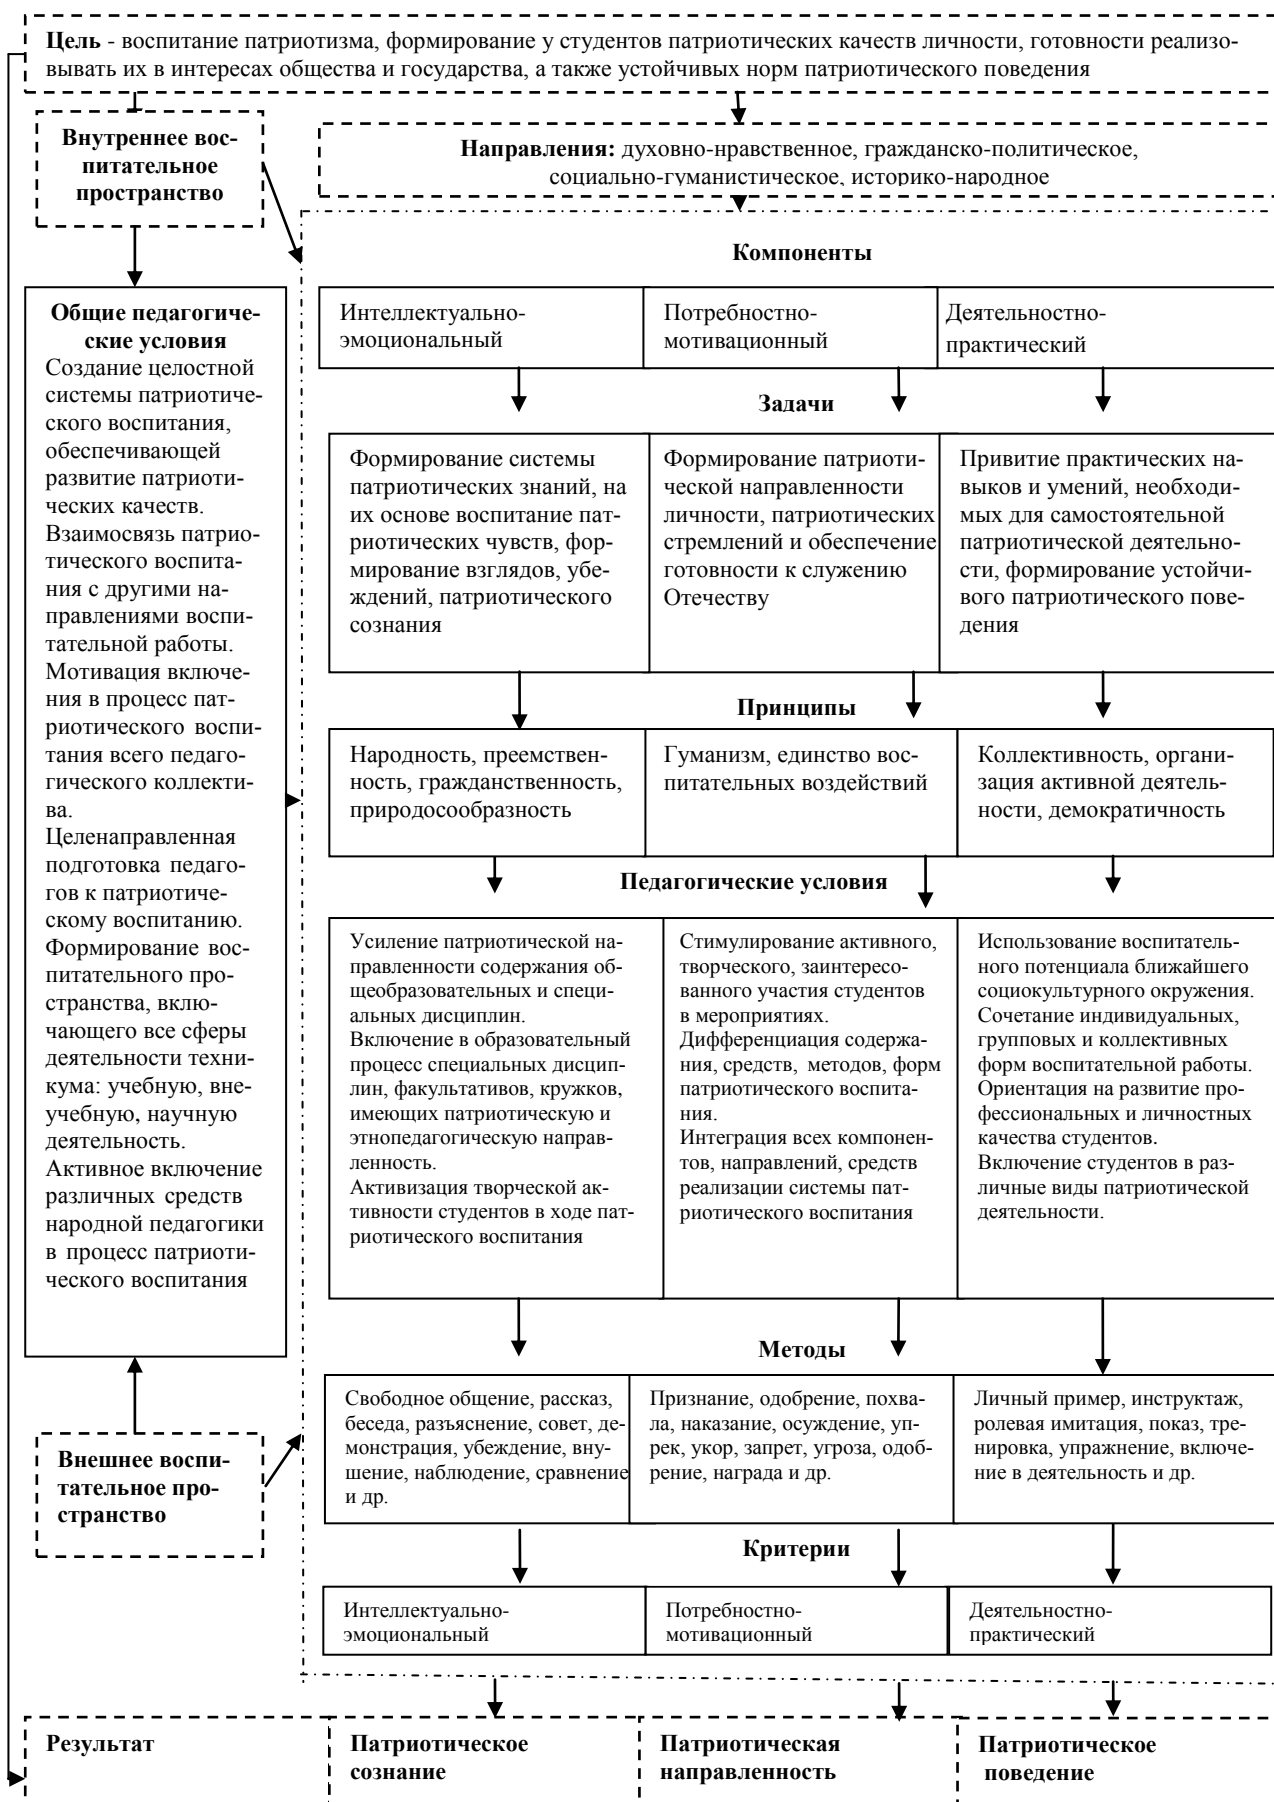 Цель - воспитание патриотизма, формирование у студентов патриотических качеств личности, готовности реализо-
вывать их в интересах общества и государства, а также устойчивых норм патриотического поведения
Внутреннее вос-
питательное
пространство
Направления: духовно-нравственное, гражданско-политическое,
социально-гуманистическое, историко-народное
Общие педагогиче-
ские условия
Создание целостной
системы патриотиче-
ского воспитания,
обеспечивающей
развитие патриоти-
ческих качеств.
Взаимосвязь патрио-
тического воспита-
ния с другими на-
правлениями воспи-
тательной работы.
Мотивация включе-
ния в процесс пат-
риотического воспи-
тания всего педаго-
гического коллекти-
ва.
Целенаправленная
подготовка педаго-
гов к патриотиче-
скому воспитанию.
Формирование вос-
питательного про-
странства, вклю-
чающего все сферы
деятельности техни-
кума: учебную, вне-
учебную, научную
деятельность.
Активное включение
различных средств
народной педагогики
в процесс патриоти-
ческого воспитания
Внешнее воспи-
тательное про-
странство
Компоненты
Интеллектуально-
эмоциональный
Потребностно-
мотивационный
Деятельностно-
практический
Задачи
Формирование системы
патриотических знаний, на
их основе воспитание пат-
риотических чувств, фор-
мирование взглядов, убе-
ждений, патриотического
сознания
Формирование патриоти-
ческой направленности
личности, патриотических
стремлений и обеспечение
готовности к служению
Отечеству
Привитие практических на-
выков и умений, необходи-
мых для самостоятельной
патриотической деятельно-
сти, формирование устойчи-
вого патриотического пове-
дения
Принципы
Народность, преемствен-
ность, гражданственность,
природосообразность
Гуманизм, единство вос-
питательных воздействий
Коллективность, органи-
зация активной деятель-
ности, демократичность
Педагогические условия
Усиление патриотической на-
правленности содержания об-
щеобразовательных и специ-
альных дисциплин.
Включение в образовательный
процесс специальных дисцип-
лин, факультативов, кружков,
имеющих патриотическую и
этнопедагогическую направ-
ленность.
Активизация творческой ак-
тивности студентов в ходе пат-
риотического воспитания
Стимулирование активного,
творческого, заинтересо-
ванного участия студентов
в мероприятиях.
Дифференциация содержа-
ния, средств, методов, форм
патриотического воспита-
ния.
Интеграция всех компонен-
тов, направлений, средств
реализации системы пат-
риотического воспитания
Использование воспитатель-
ного потенциала ближайшего
социокультурного окружения.
Сочетание индивидуальных,
групповых и коллективных
форм воспитательной работы.
Ориентация на развитие про-
фессиональных и личностных
качества студентов.
Включение студентов в раз-
личные виды патриотической
деятельности.
Методы
Свободное общение, рассказ,
беседа, разъяснение, совет, де-
монстрация, убеждение, вну-
шение, наблюдение, сравнение
и др.
Признание, одобрение, похва-
ла, наказание, осуждение, уп-
рек, укор, запрет, угроза, одоб-
рение, награда и др.
Личный пример, инструктаж,
ролевая имитация, показ, тре-
нировка, упражнение, включе-
ние в деятельность и др.
Критерии
Интеллектуально-
эмоциональный
Потребностно-
мотивационный
Деятельностно-
практический
Результат
Патриотическое
сознание
Патриотическая
направленность
Патриотическое
поведение